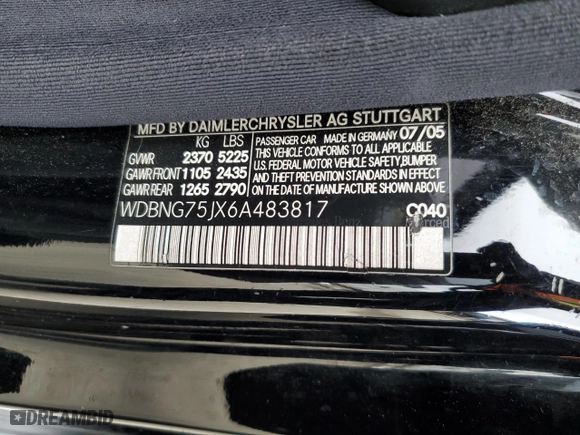 MFD BY DAIMLERCHRYSLER AG STUTTGART
KG LBS
GVWR 2370 5225
GAWR FRONT 1105 2435
GAWR REAR 1265 2790
PASSENGER CAR MADE IN GERMANY 07/05
THIS VEHICLE CONFORMS TO ALL APPLICABLE
U.S. FEDERAL MOTOR VEHICLE SAFETY, BUMPER
AND THEFT PREVENTION STANDARDS IN EFFECT
ON THE DATE OF MANUFACTURE SHOWN ABOVE.
WDBNG75JX6A483817
C040
DREAMBID